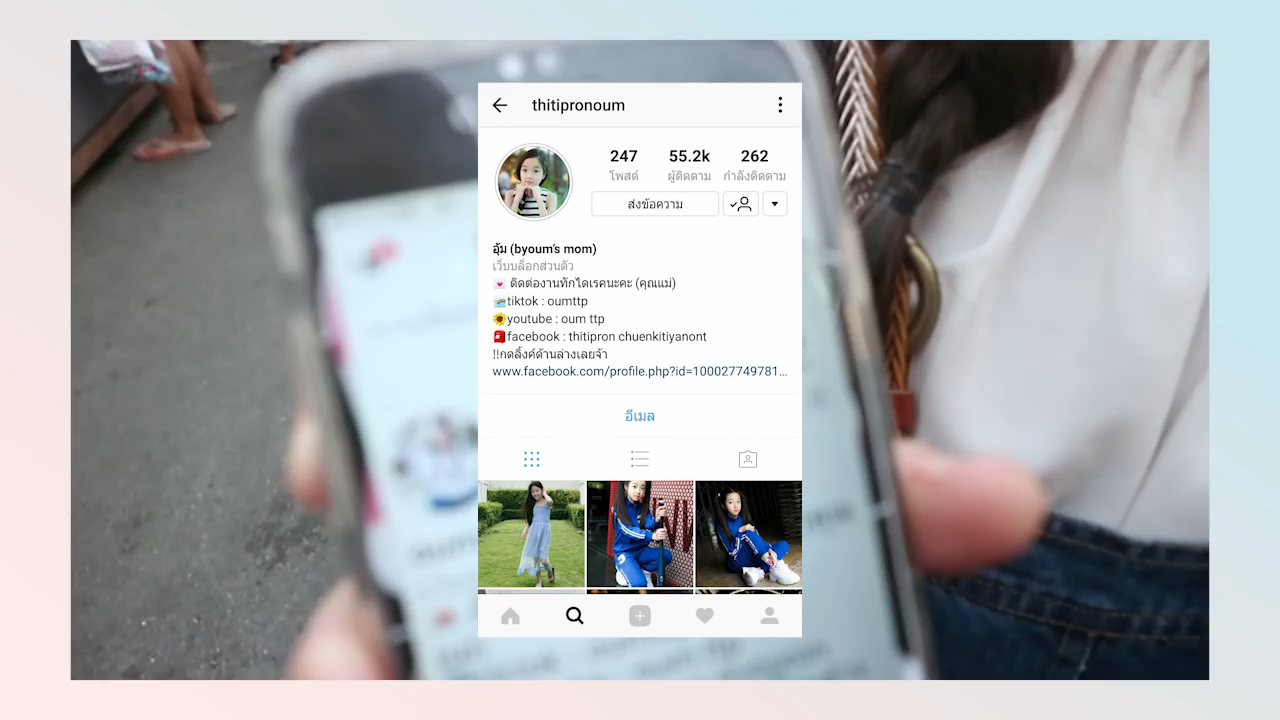 thitipronoum
247 55.2k 262
โพสต์ ผู้ติดตาม กำลังติดตาม
ส่งข้อความ
อุ้ม (byoum's mom)
เว็บบล็อกส่วนตัว
💌 ติดต่องานทักไดเรคนะคะ (คุณแม่)
tiktok : oumttp
🌻youtube : oum ttp
facebook : thitipron chuenkitiyanont
!!กดลิ้งค์ด้านล่างเลยจ้า
www.facebook.com/profile.php?id=100027749781...
อีเมล